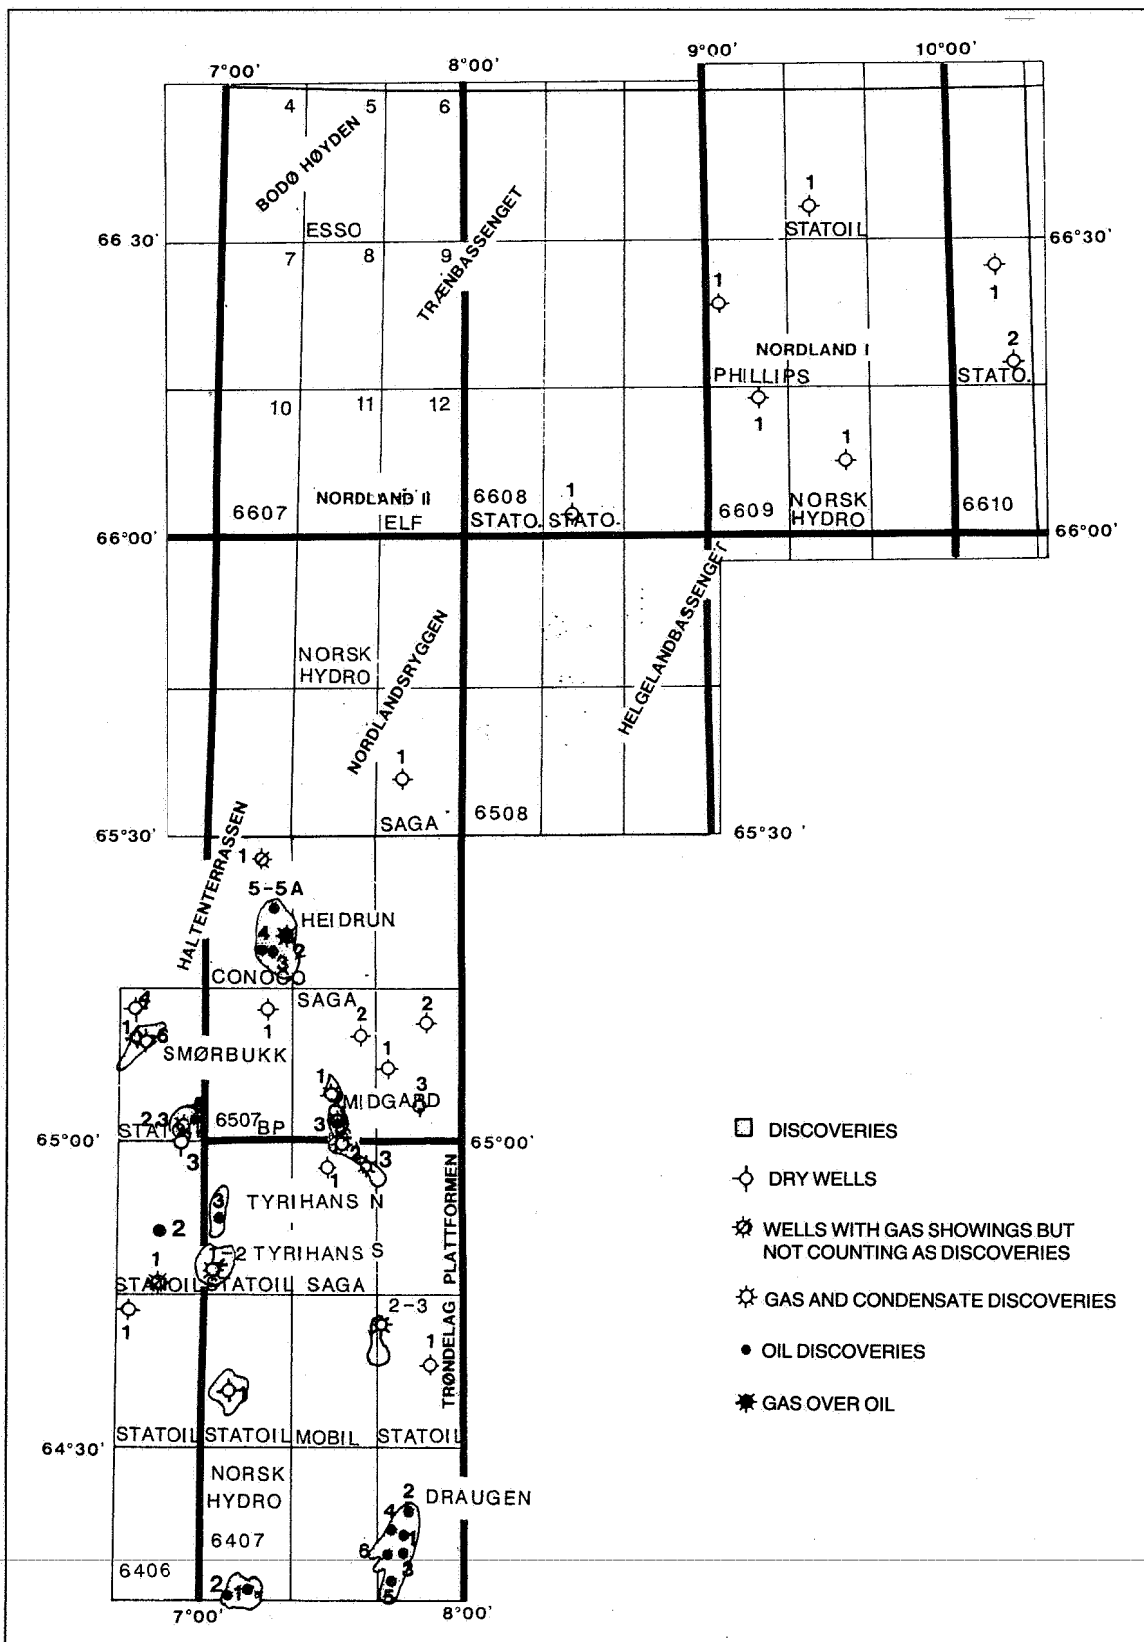 9°00' 10°00'
7°00' 8°00'
4 5 6
BODØ HØYDEN
TRÆNBASSENGET
1
ESSO
STATOIL
66 30' 66°30'
7 8 9
1
1
NORDLAND I
2
PHILLIPS
STATO.
10 11 12
1
1
6607
NORDLAND II
ELF
6608
STATO. STATO.
1
6609
NORSK
HYDRO
6610
66°00' 66°00'
HELGELANDBASSENGET
NORSK
HYDRO
NORDLANDSRYGGEN
1
SAGA
6508
65°30' 65°30'
HALTENTERRASSEN
1
5-5A
HEIDRUN
4
2
3
CONOCO
SAGA
4
1
6
SMØRBUKK
1
2
2
1
1
MIDGARD
3
3
2,3
STATO
6507
BP
65°00' 65°00'
3
1
2
3
TYRIHANS N
3
2
1-2 TYRIHANS S
1
STATOIL STATOIL SAGA
1
2-3
1
TRØNDELAG PLATTFORMEN
1
STATOIL STATOIL MOBIL STATOIL
64°30'
NORSK
HYDRO
2
DRAUGEN
4
1
6
3
5
6407
6406
2
1
7°00' 8°00'
DISCOVERIES
DRY WELLS
WELLS WITH GAS SHOWINGS BUT
NOT COUNTING AS DISCOVERIES
GAS AND CONDENSATE DISCOVERIES
OIL DISCOVERIES
GAS OVER OIL